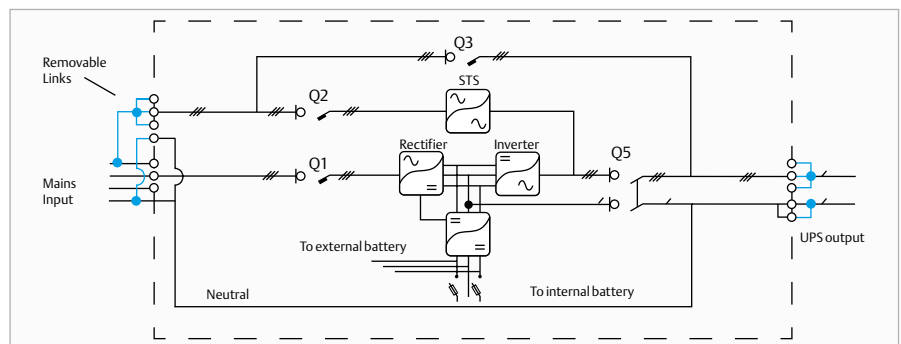 Removable
Links
Q3
STS
Q2
Rectifier
Inverter
Q1
Q5
Mains
Input
To external battery
UPS output
Neutral
To internal battery